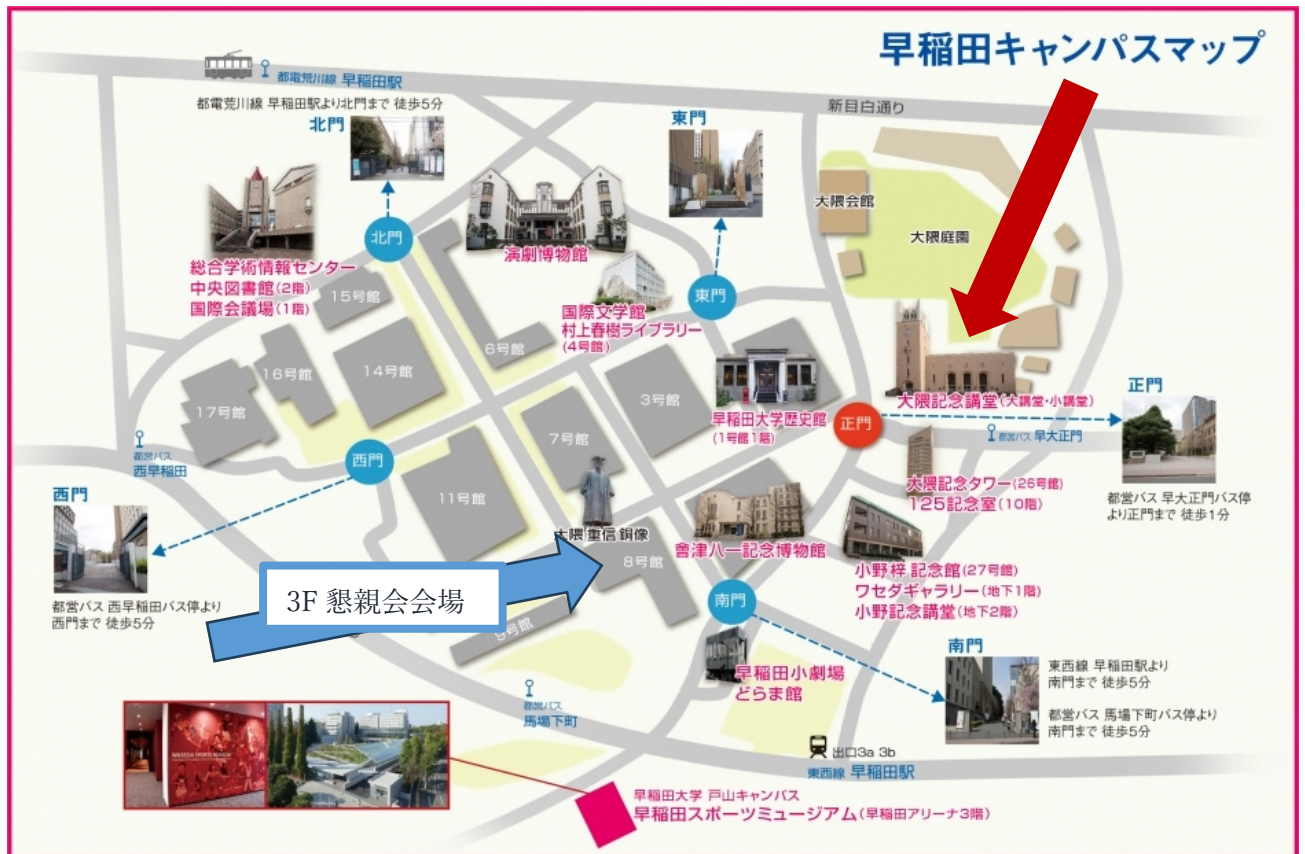 早稲田キャンパスマップ
都電荒川線 早稲田駅
都電荒川線 早稲田駅より北門まで 徒歩5分
北門
東門
新目白通り
大隈会館
大隈庭園
北門
演劇博物館
総合学術情報センター
中央図書館(2階)
国際会議場(1階)
東門
国際文学館
村上春樹ライブラリー
(4号館)
15号館
6号館
16号館
14号館
17号館
3号館
7号館
早稲田大学歴史館
(1号館1階)
正門
大隈記念講堂(大講堂・小講堂)
正門
都営バス 早大正門
都営バス 早大正門バス停
より正門まで 徒歩1分
都営バス
西早稲田
西門
西門
11号館
大隈記念タワー(26号館)
125記念室(10階)
大隈重信銅像
會津八一記念博物館
8号館
小野梓 記念館(27号館)
ワセダギャラリー(地下1階)
小野記念講堂(地下2階)
都営バス 西早稲田バス停より
西門まで 徒歩5分
3F 懇親会会場
9号館
南門
早稲田小劇場
どらま館
南門
東西線 早稲田駅より
南門まで 徒歩5分
都営バス 馬場下町バス停より
南門まで 徒歩5分
都営バス
馬場下町
出口3a 3b
東西線 早稲田駅
WASEDA SPORTS MUSEUM
早稲田大学 戸山キャンパス
早稲田スポーツミュージアム(早稲田アリーナ3階)